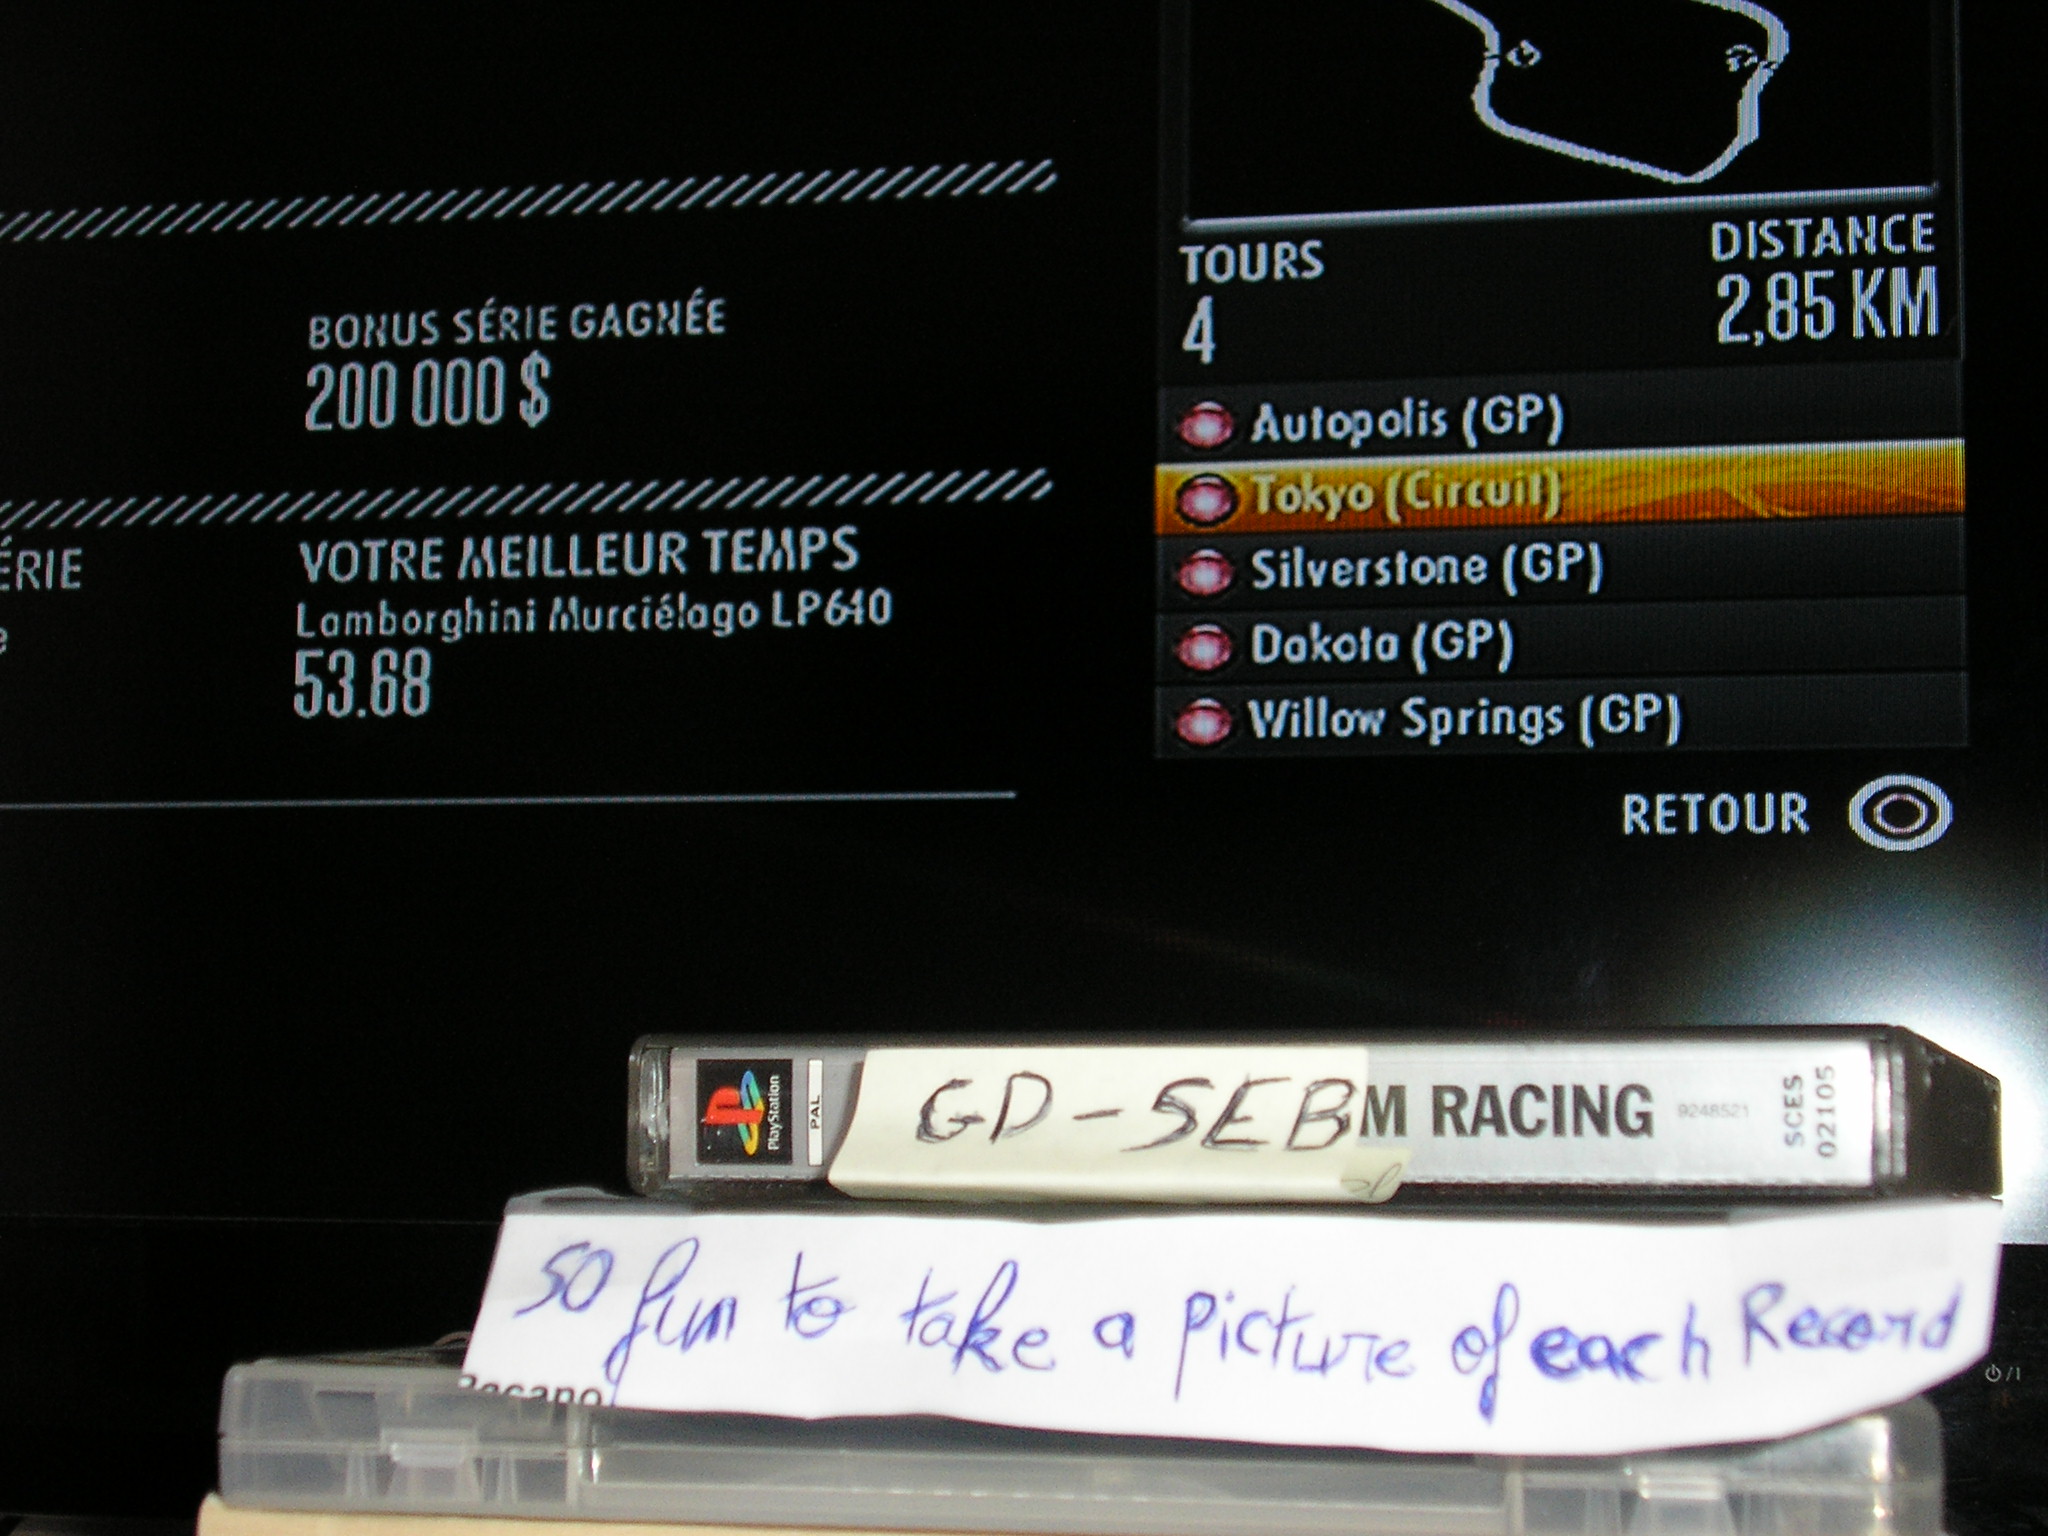 BONUS SÉRIE GAGNÉE
200 000 $
ÉRIE
e
VOTRE MEILLEUR TEMPS
Lamborghini Murciélago LP640
53.68
TOURS
4
DISTANCE
2,85 KM
Autopolis (GP)
Tokyo (Circuit)
Silverstone (GP)
Dakota (GP)
Willow Springs (GP)
RETOUR
PlayStation
PAL
GD-SEB
M RACING
9248521
SCES
02105
so fun to take a picture of each Record